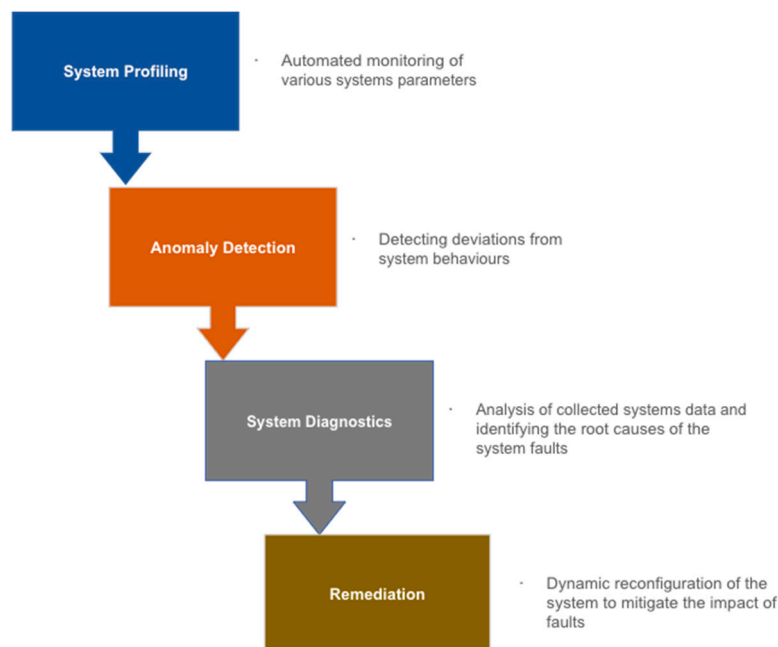 System Profiling
· Automated monitoring of
various systems parameters
Anomaly Detection
· Detecting deviations from
system behaviours
System Diagnostics
· Analysis of collected systems data and
identifying the root causes of the
system faults
Remediation
· Dynamic reconfiguration of the
system to mitigate the impact of
faults